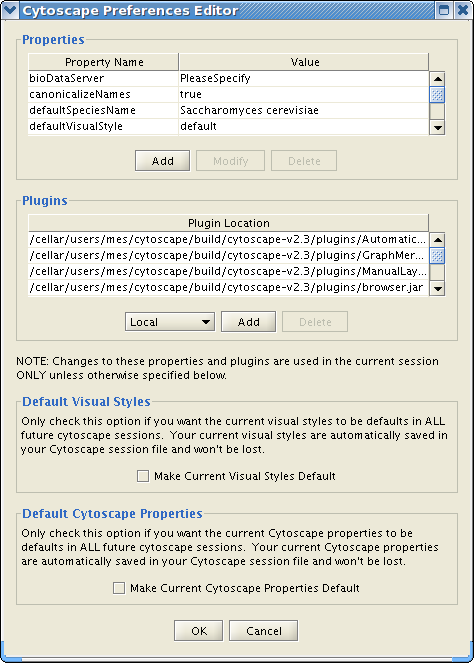 Cytoscape Preferences Editor
Properties
Property Name Value
bioDataServer PleaseSpecify
canonicalizeNames true
defaultSpeciesName Saccharomyces cerevisiae
defaultVisualStyle default
Add Modify Delete
Plugins
Plugin Location
/cellar/users/mes/cytoscape/build/cytoscape-v2.3/plugins/Automatic...
/cellar/users/mes/cytoscape/build/cytoscape-v2.3/plugins/GraphMer...
/cellar/users/mes/cytoscape/build/cytoscape-v2.3/plugins/ManualLay...
/cellar/users/mes/cytoscape/build/cytoscape-v2.3/plugins/browser.jar
Local Add Delete
NOTE: Changes to these properties and plugins are used in the current session
ONLY unless otherwise specified below.
Default Visual Styles
Only check this option if you want the current visual styles to be defaults in ALL
future cytoscape sessions.  Your current visual styles are automatically saved in
your Cytoscape session file and won't be lost.
Make Current Visual Styles Default
Default Cytoscape Properties
Only check this option if you want the current Cytoscape properties to be
defaults in ALL future cytoscape sessions.  Your current Cytoscape properties
are automatically saved in your Cytoscape session file and won't be lost.
Make Current Cytoscape Properties Default
OK Cancel